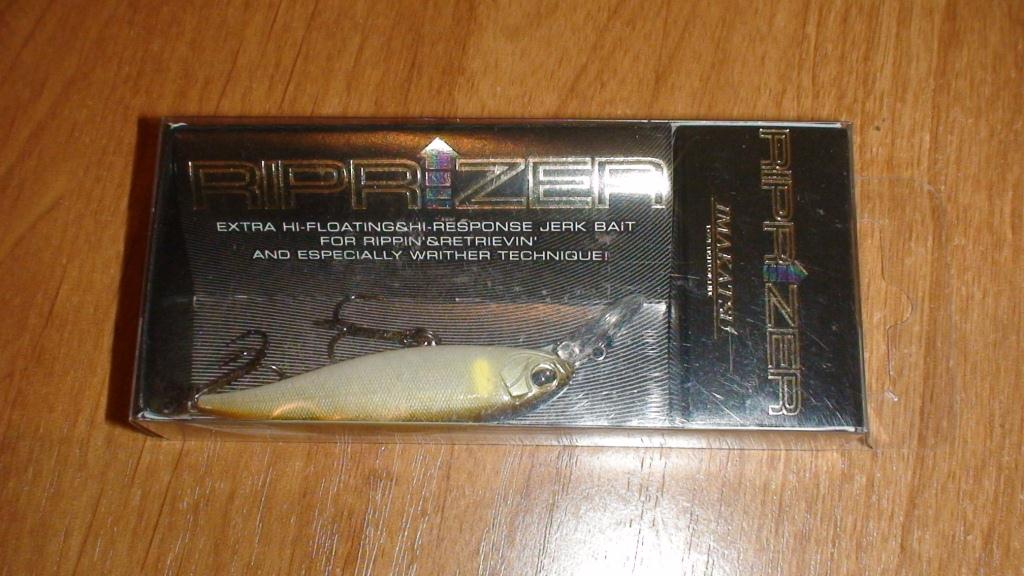 RIPRIZER
EXTRA HI-FLOATING&HI-RESPONSE JERK BAIT
FOR RIPPIN'&RETRIEVIN'
AND ESPECIALLY WRITHER TECHNIQUE!
RIPRIZER
IMAKATSU